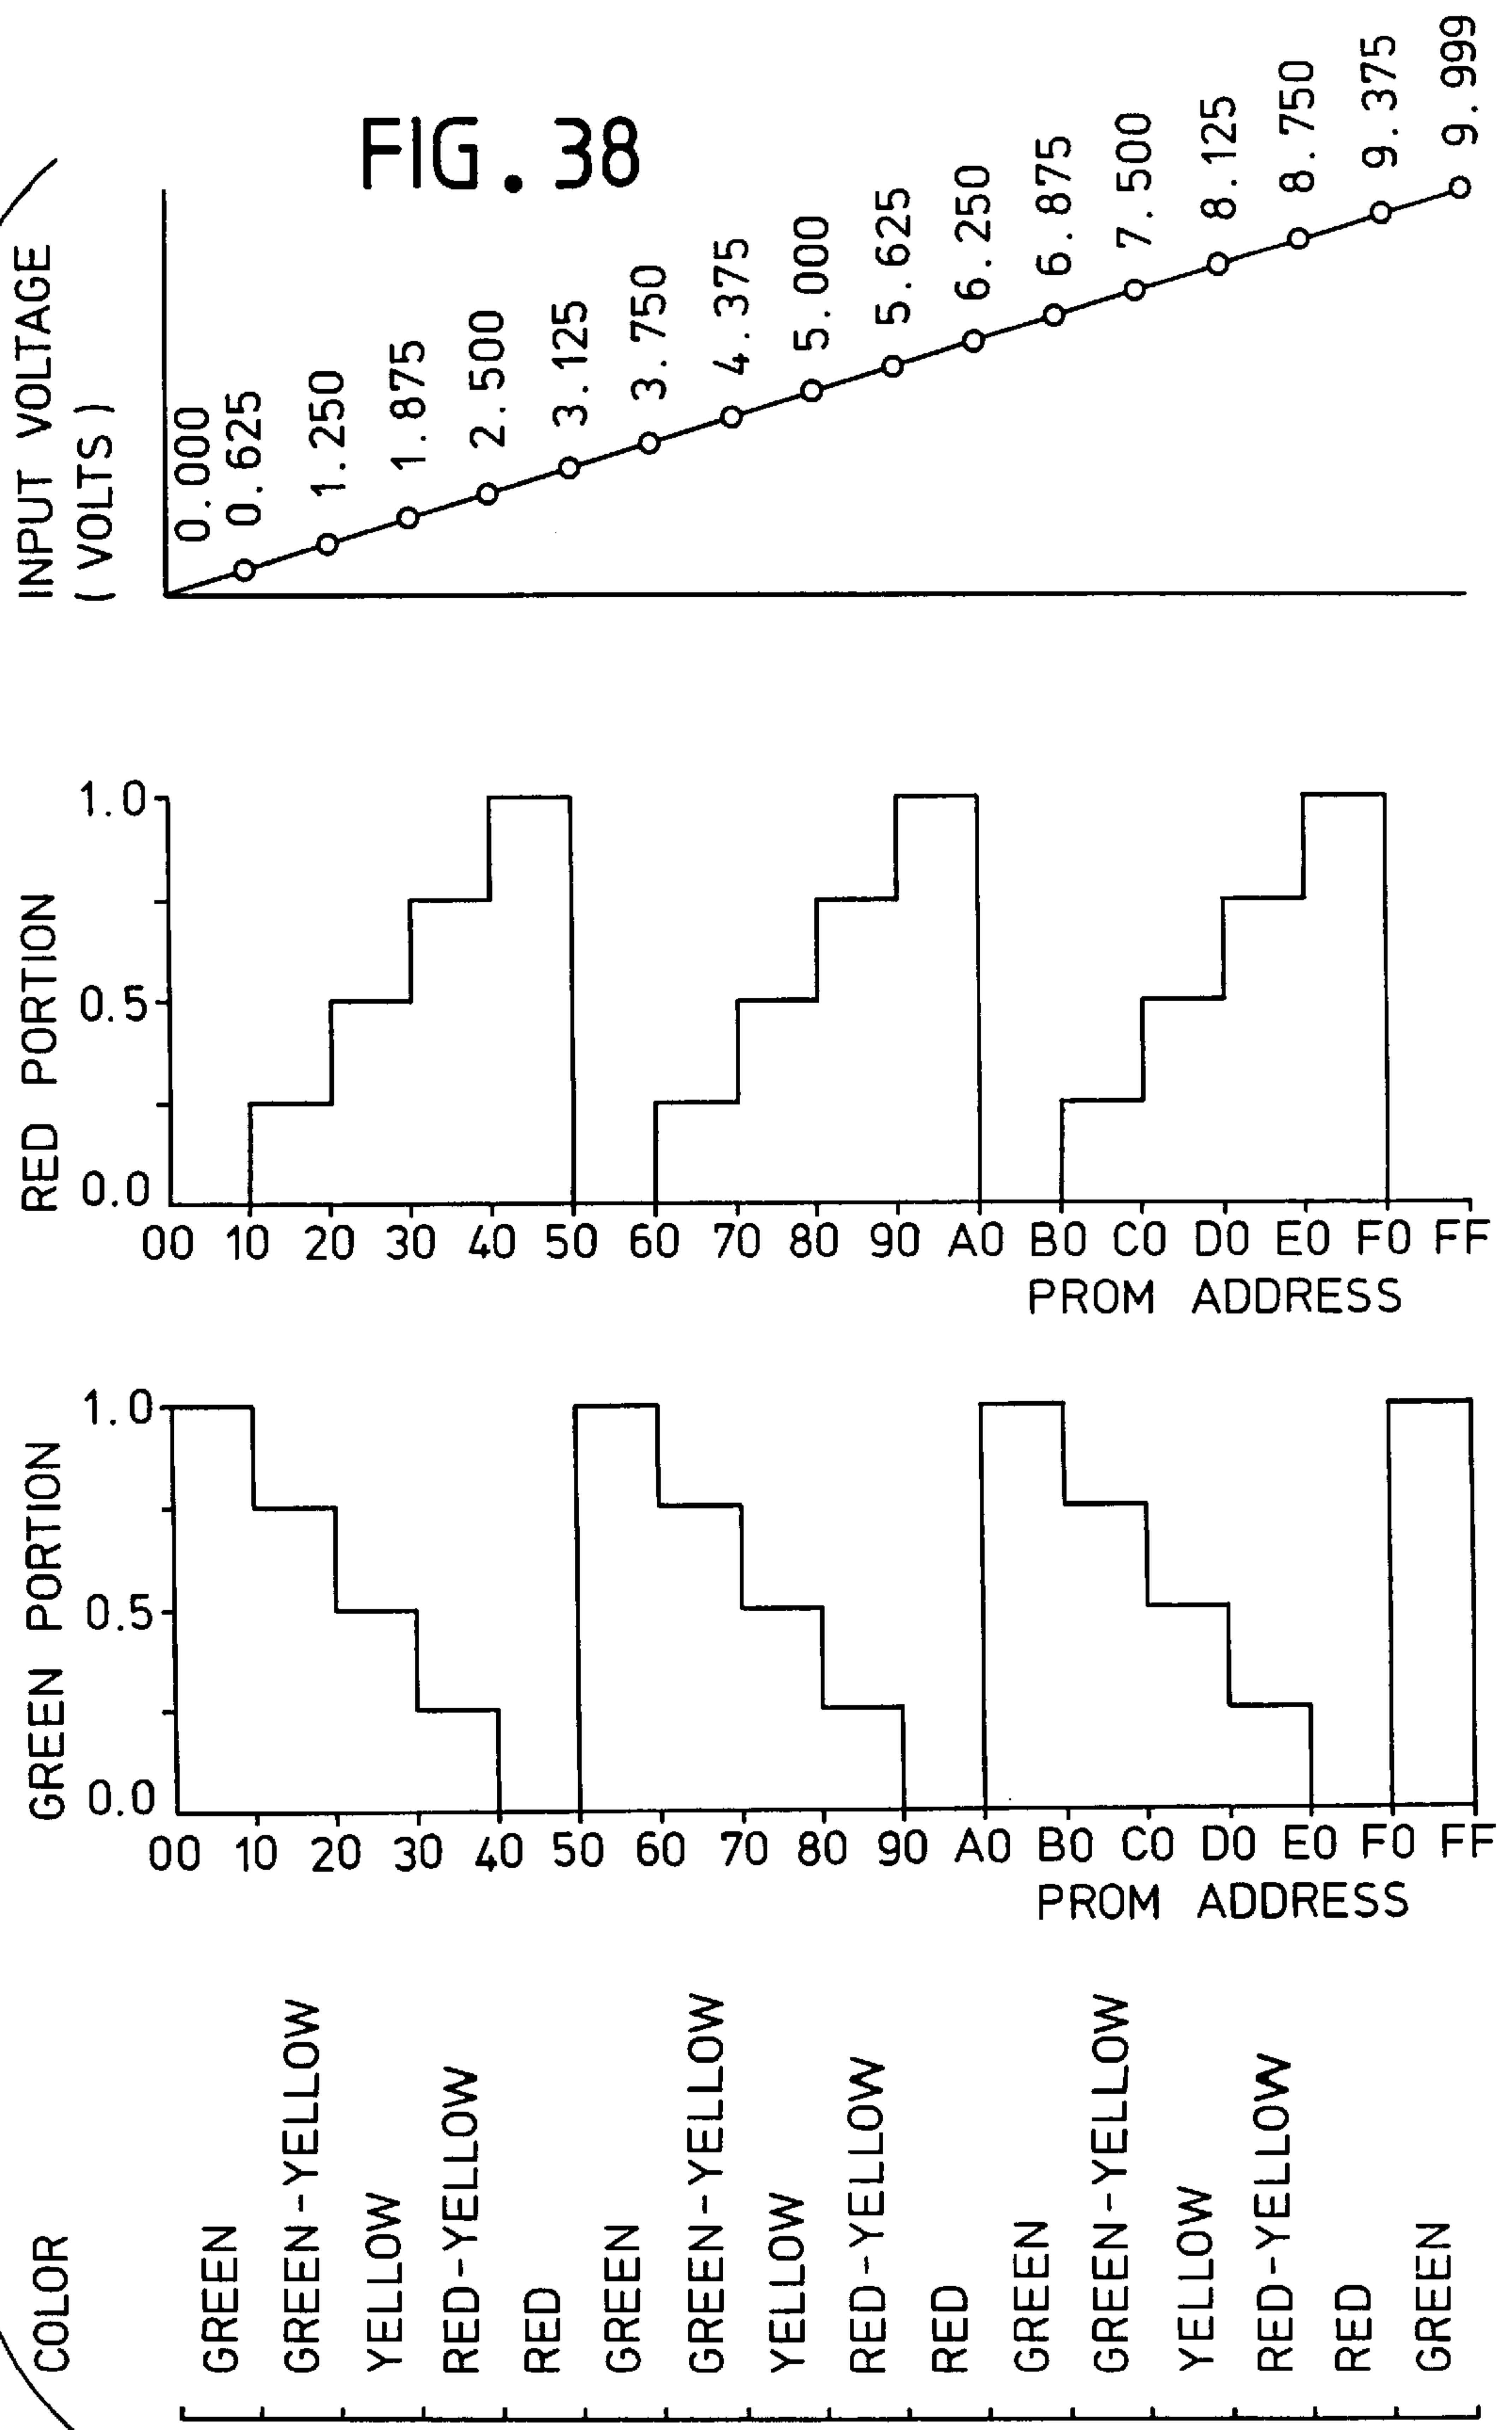 FIG. 38
INPUT VOLTAGE
( VOLTS )
0.000
0.625
1.250
1.875
2.500
3.125
3.750
4.375
5.000
5.625
6.250
6.875
7.500
8.125
8.750
9.375
9.999
RED PORTION
1.0
0.5
0.0
00 10 20 30 40 50 60 70 80 90 A0 B0 C0 D0 E0 F0 FF
PROM ADDRESS
GREEN PORTION
1.0
0.5
0.0
00 10 20 30 40 50 60 70 80 90 A0 B0 C0 D0 E0 F0 FF
PROM ADDRESS
COLOR
GREEN
GREEN-YELLOW
YELLOW
RED-YELLOW
RED
GREEN
GREEN-YELLOW
YELLOW
RED-YELLOW
RED
GREEN
GREEN-YELLOW
YELLOW
RED-YELLOW
RED
GREEN